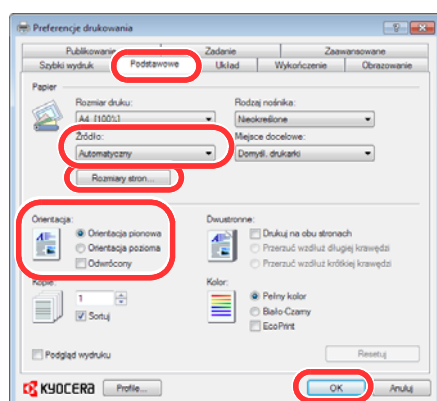 Preferencje drukowania
Publikowanie Zadanie Zaawansowane
Szybki wydruk Podstawowe Układ Wykończenie Obrazowanie
Papier
Rozmiar druku: Rodzaj nośnika:
A4 [100%] Nieokreślone
Źródło: Miejsce docelowe:
Automatyczny Domyśl. drukarki
Rozmiary stron...
Orientacja: Dwustronne:
Orientacja pionowa Drukuj na obu stronach
Orientacja pozioma Przerzuć wzdłuż długiej krawędzi
Odwrócony Przerzuć wzdłuż krótkiej krawędzi
Kopie: Kolor:
1 Pełny kolor
Sortuj Biało-Czarny
EcoPrint
Podgląd wydruku Resetuj
KYOCERA Profile... OK Anuluj